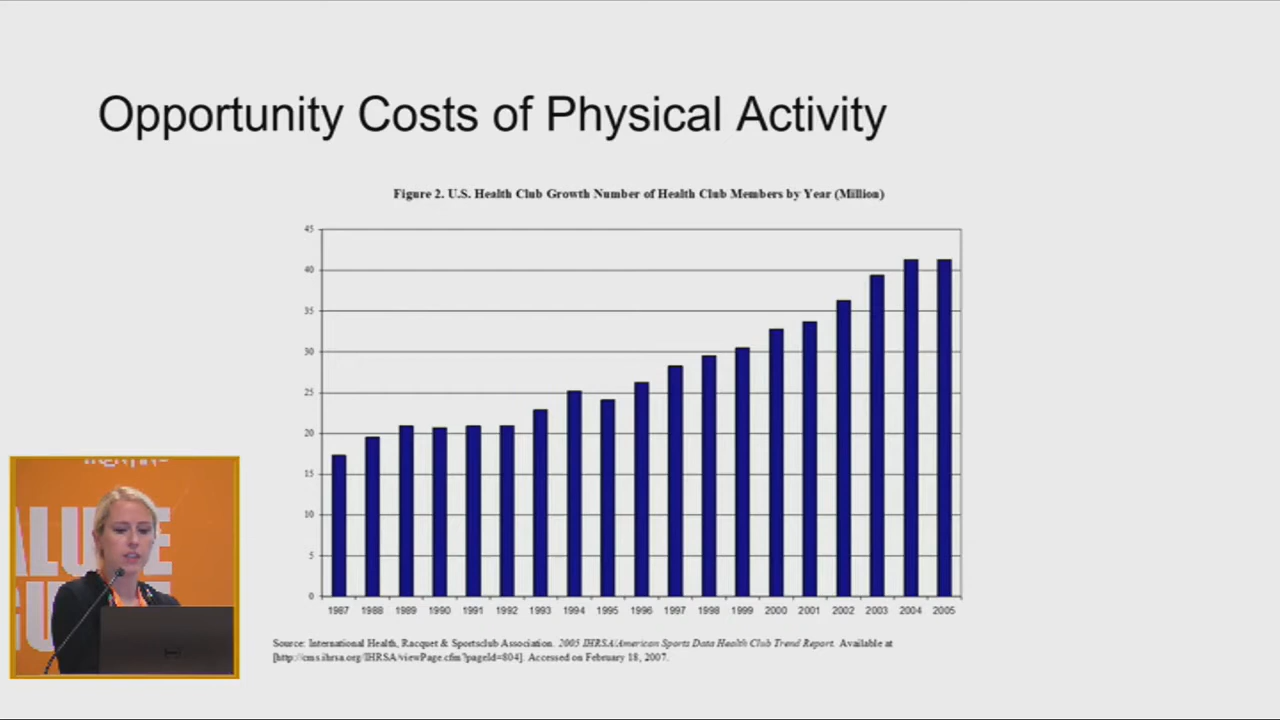 Opportunity Costs of Physical Activity
Figure 2. U.S. Health Club Growth Number of Health Club Members by Year (Million)
45
40
35
30
25
20
15
10
5
0
1987 1988 1989 1990 1991 1992 1993 1994 1995 1996 1997 1998 1999 2000 2001 2002 2003 2004 2005
Source: International Health, Racquet & Sportsclub Association. 2005 IHRSA/American Sports Data Health Club Trend Report. Available at
[http://cms.ihrsa.org/IHRSA/viewPage.cfm?pageId=804]. Accessed on February 18, 2007.